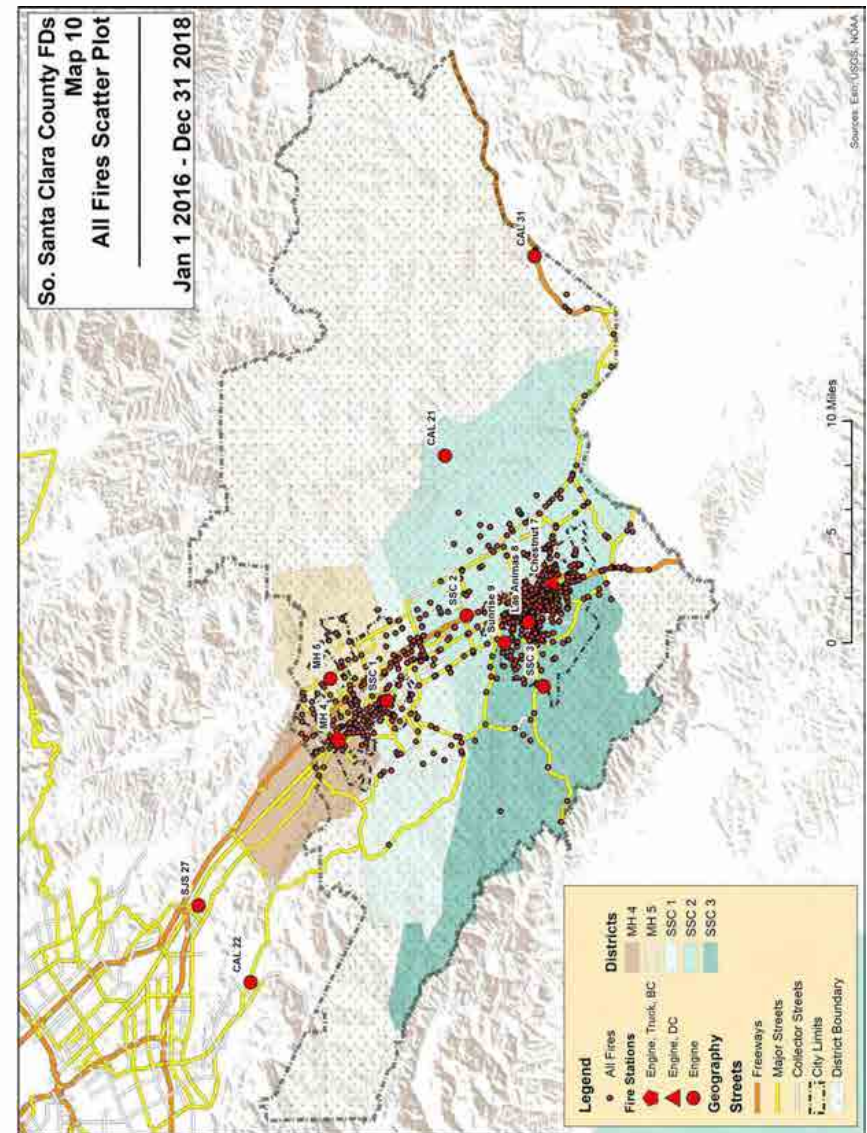 So. Santa Clara County FDs
Map 10
All Fires Scatter Plot
Jan 1 2016 - Dec 31 2018
SJS 27
CAL 22
MH 4
MH 5
SSC 1
SSC 2
Sunrise 9
Las Animas 8
Chestnut 7
SSC 3
CAL 21
CAL 31
Legend
All Fires
Fire Stations
Engine, Truck, BC
Engine, DC
Engine
Geography
Streets
Freeways
Major Streets
Collector Streets
City Limits
District Boundary
Districts
MH 4
MH 5
SSC 1
SSC 2
SSC 3
0 5 10 Miles
Sources: Esri, USGS, NOAA